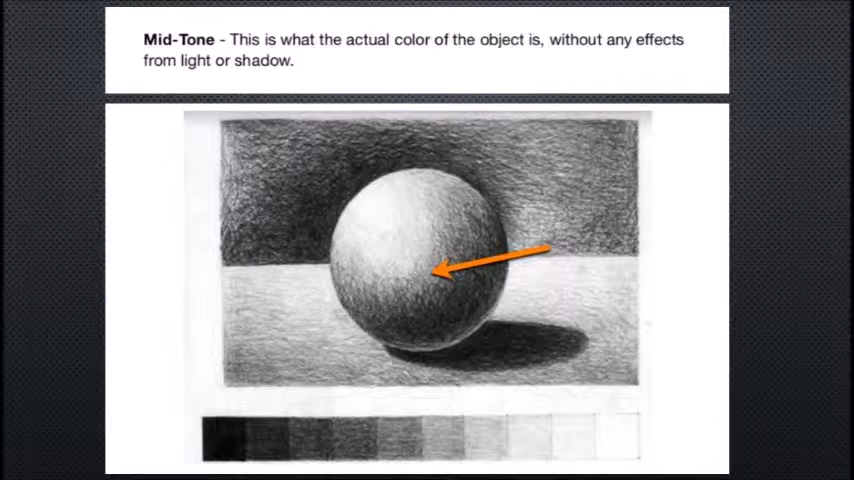 Mid-Tone - This is what the actual color of the object is, without any effects
from light or shadow.